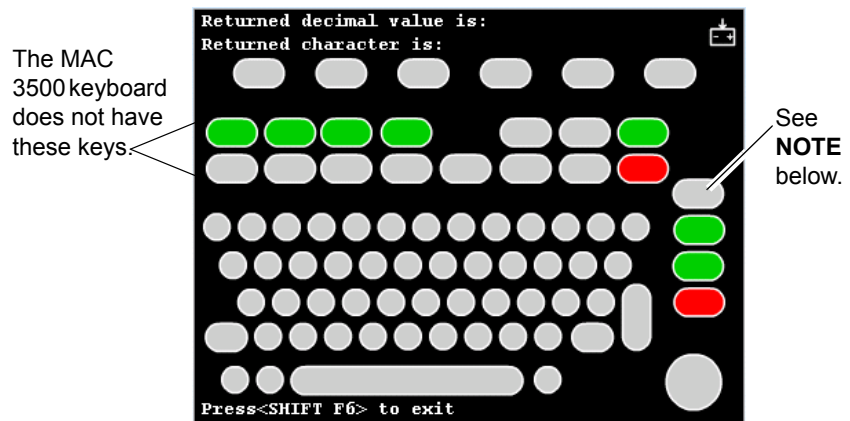 Returned decimal value is:
Returned character is:
The MAC
3500 keyboard
does not have
these keys.
See
NOTE
below.
Press<SHIFT F6> to exit